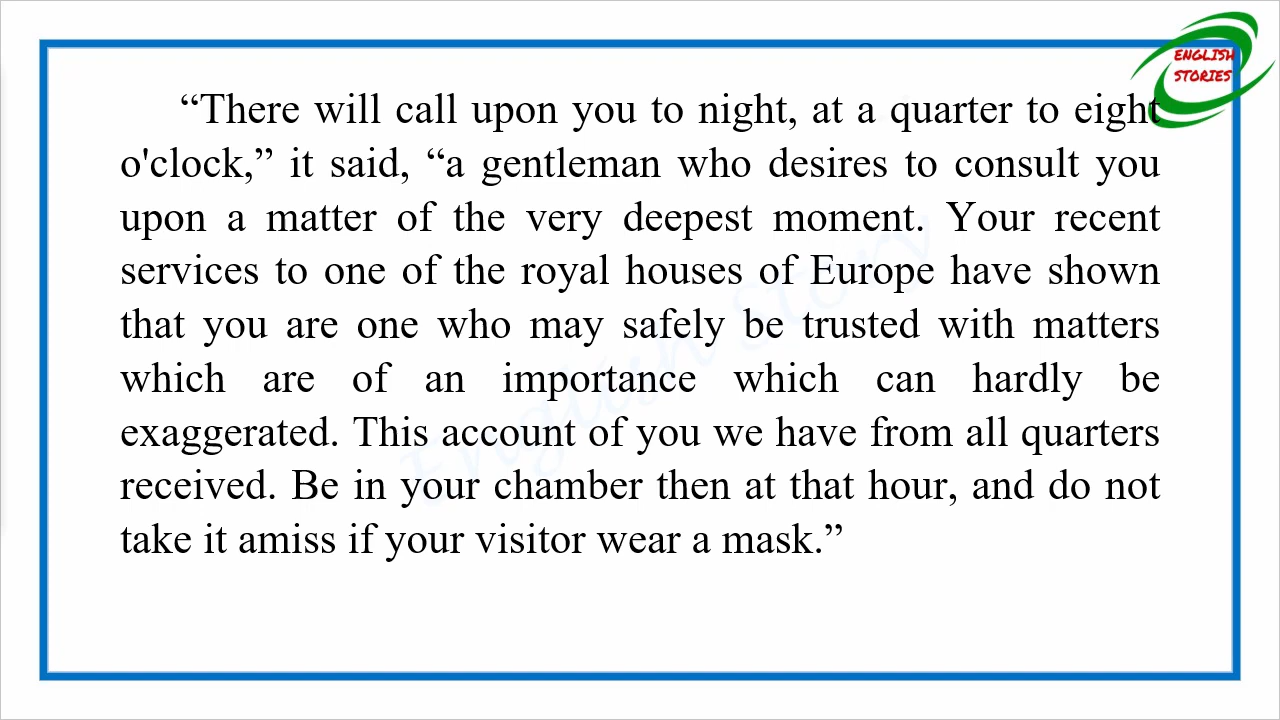 ENGLISH
STORIES
“There will call upon you to night, at a quarter to eight
o'clock,” it said, “a gentleman who desires to consult you
upon a matter of the very deepest moment. Your recent
services to one of the royal houses of Europe have shown
that you are one who may safely be trusted with matters
which are of an importance which can hardly be
exaggerated. This account of you we have from all quarters
received. Be in your chamber then at that hour, and do not
take it amiss if your visitor wear a mask.”
English story